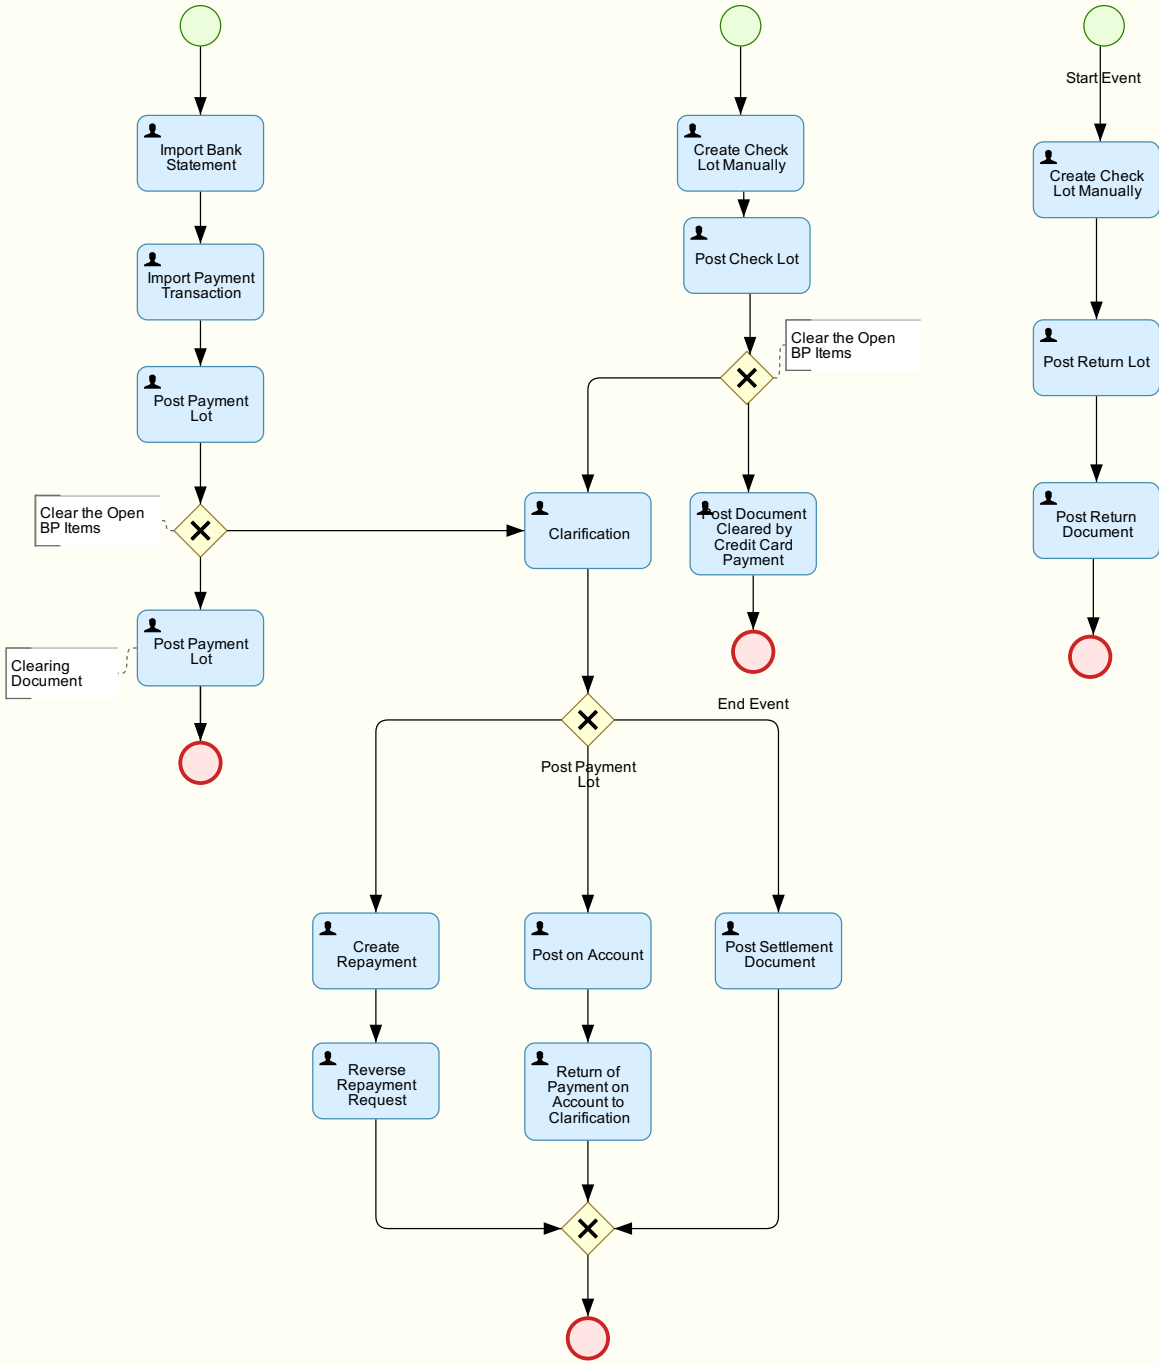 Start Event
Import Bank
Statement
Create Check
Lot Manually
Create Check
Lot Manually
Import Payment
Transaction
Post Check Lot
Clear the Open
BP Items
Post Return Lot
Post Payment
Lot
Clear the Open
BP Items
Clarification
Post Document
Cleared by
Credit Card
Payment
Post Return
Document
Post Payment
Lot
Clearing
Document
End Event
Post Payment
Lot
Create
Repayment
Post on Account
Post Settlement
Document
Reverse
Repayment
Request
Return of
Payment on
Account to
Clarification